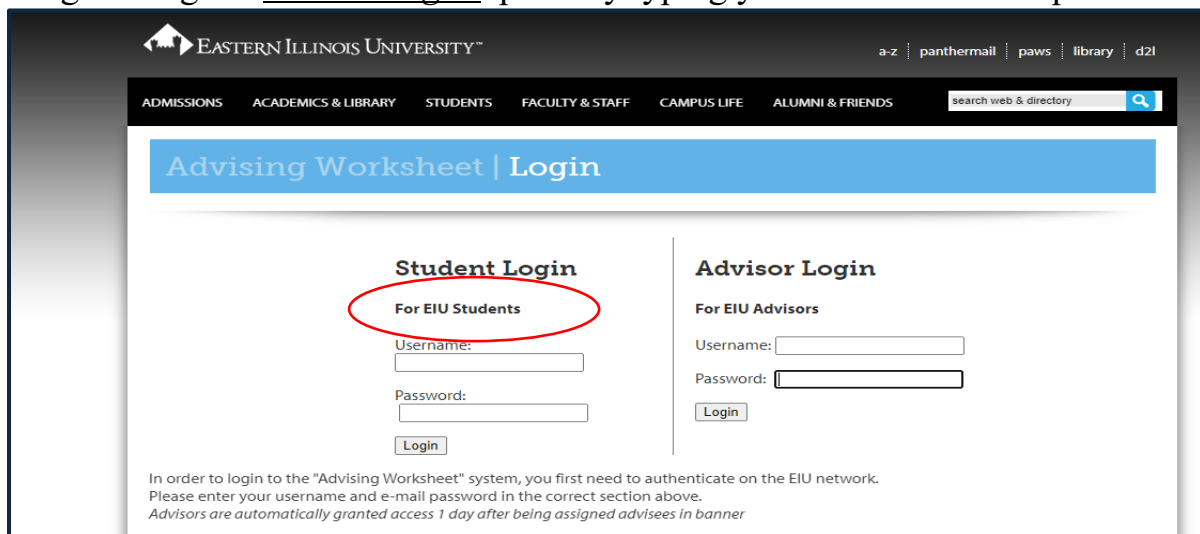 EASTERN ILLINOIS UNIVERSITY™
a-z panthermail paws library d2l
ADMISSIONS ACADEMICS & LIBRARY STUDENTS FACULTY & STAFF CAMPUS LIFE ALUMNI & FRIENDS search web & directory
Advising Worksheet | Login
Student Login
For EIU Students
Username:
Password:
Login
Advisor Login
For EIU Advisors
Username:
Password:
Login
In order to login to the "Advising Worksheet" system, you first need to authenticate on the EIU network.
Please enter your username and e-mail password in the correct section above.
Advisors are automatically granted access 1 day after being assigned advisees in banner